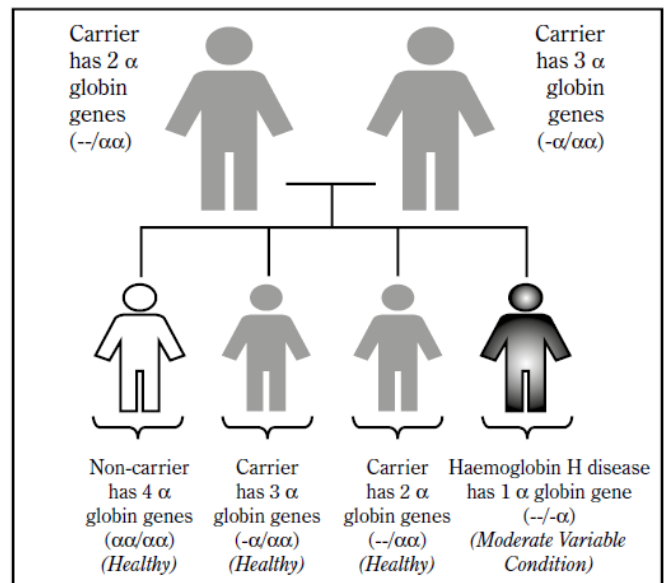 Carrier
has 2 α
globin
genes
(--/αα)
Carrier
has 3 α
globin
genes
(-α/αα)
Non-carrier
has 4 α
globin genes
(αα/αα)
(Healthy)
Carrier
has 3 α
globin genes
(-α/αα)
(Healthy)
Carrier
has 2 α
globin genes
(--/αα)
(Healthy)
Haemoglobin H disease
has 1 α globin gene
(--/-α)
(Moderate Variable
Condition)